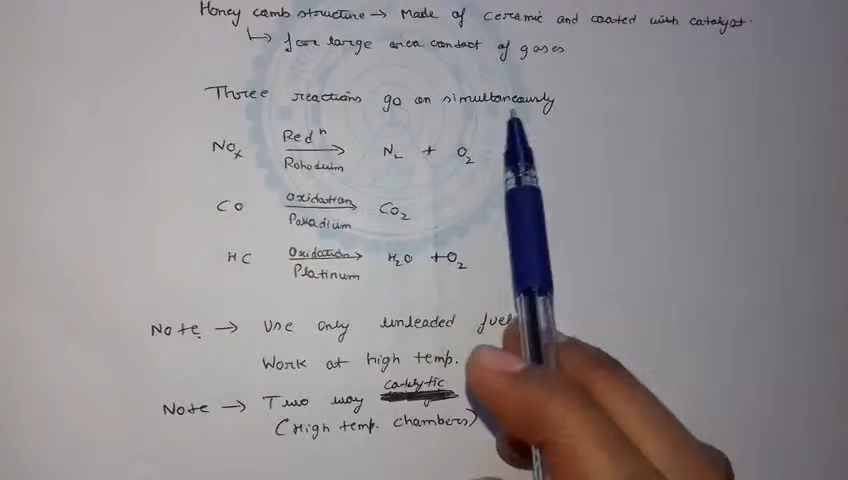 Honey comb structure → Made of ceramic and coated with catalyst.
↳ for large area contact of gases
Three reactions go on simultaneously
NOx Redⁿ → Rohodium N2 + O2
CO Oxidation → Palladium CO2
HC Oxidation → Platinum H2O + O2
Note → Use only unleaded fuel
Work at high temp.
Note → Two way catalytic
(High temp. chambers)